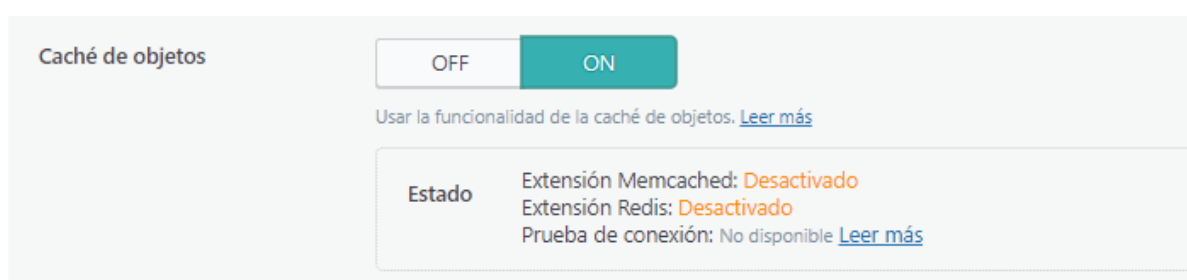 Caché de objetos
OFF ON
Usar la funcionalidad de la caché de objetos. Leer más
Estado
Extensión Memcached: Desactivado
Extensión Redis: Desactivado
Prueba de conexión: No disponible Leer más